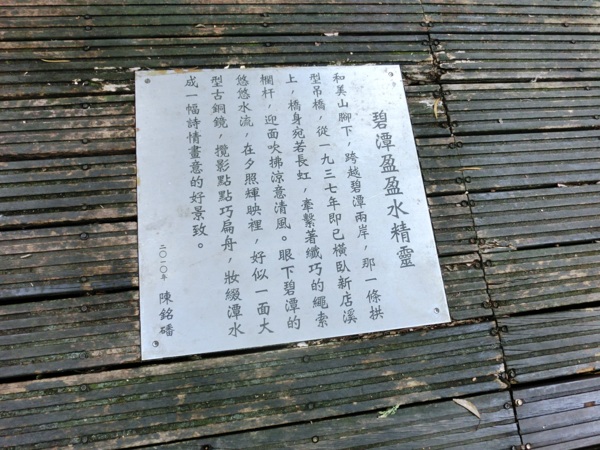 碧潭盈盈水精靈
和美山腳下，跨越碧潭兩岸，那一條拱
型吊橋，從一九三七年即已橫臥新店溪
上，橋身宛若長虹，牽繫著纖巧的繩索
欄杆，迎面吹拂涼意清風。眼下碧潭的
悠悠水流，在夕照輝映裡，好似一面大
型古銅鏡，攬影點點巧扁舟，妝綴潭水
成一幅詩情畫意的好景致。
二〇一〇年 陳銘磻